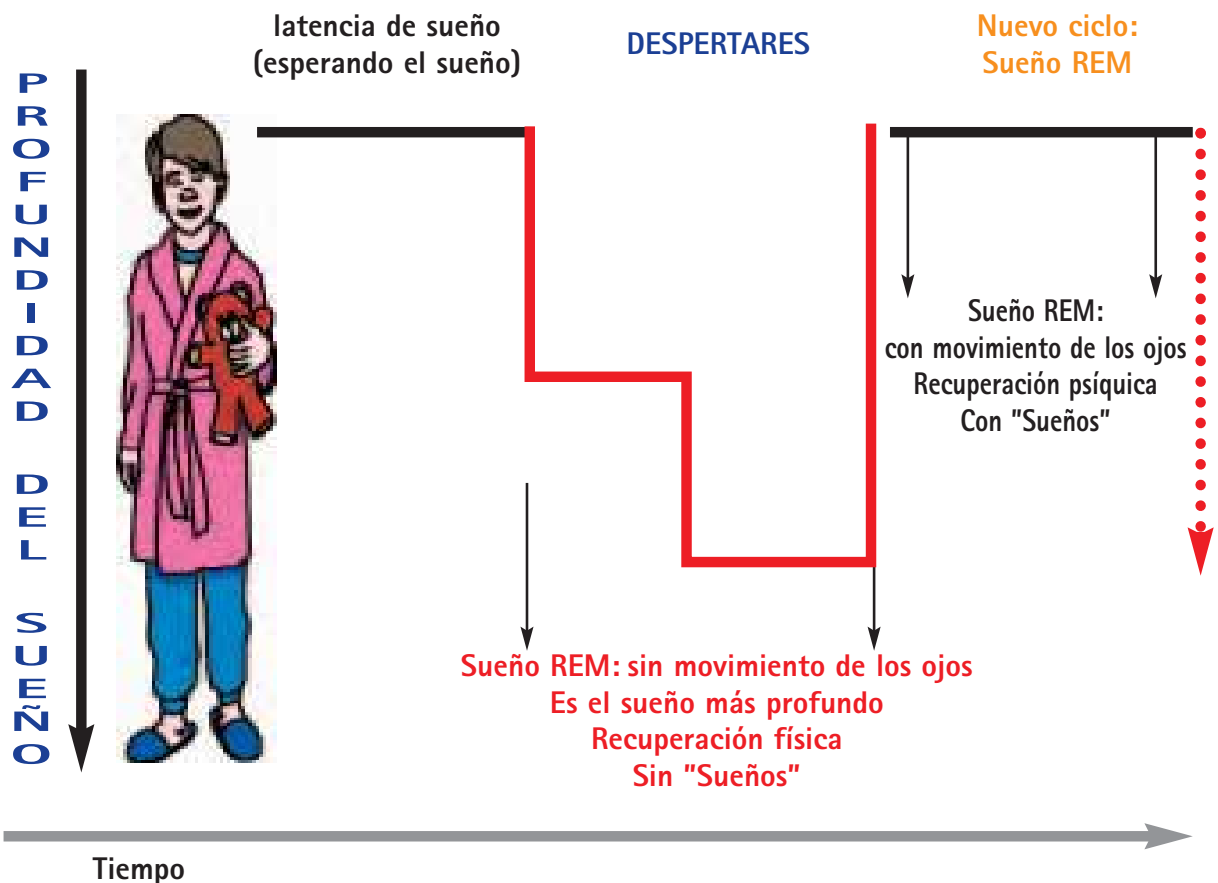 latencia de sueño
(esperando el sueño)
DESPERTARES
Nuevo ciclo:
Sueño REM
PROFUNDIDAD DEL SUEÑO
Sueño REM:
con movimiento de los ojos
Recuperación psíquica
Con "Sueños"
Sueño REM: sin movimiento de los ojos
Es el sueño más profundo
Recuperación física
Sin "Sueños"
Tiempo